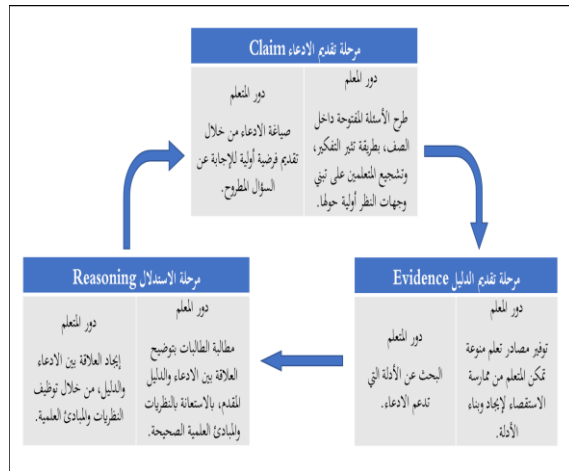 مرحلة تقديم الادعاء Claim
دور المعلم
طرح الأسئلة المفتوحة داخل
الصف، بطريقة تثير التفكير،
وتشجيع المتعلمين على تبني
وجهات النظر أولية حولها.
دور المتعلم
صياغة الادعاء من خلال
تقديم فرضية أولية للإجابة عن
السؤال المطروح.
مرحلة تقديم الدليل Evidence
دور المعلم
توفير مصادر تعلم منوعة
تمكن المتعلم من ممارسة
الاستقصاء لإيجاد وبناء
الأدلة.
دور المتعلم
البحث عن الأدلة التي
تدعم الادعاء.
مرحلة الاستدلال Reasoning
دور المعلم
مطالبة الطالبات بتوضيح
العلاقة بين الادعاء والدليل
المقدم، بالاستعانة بالنظريات
والمبادئ العلمية الصحيحة.
دور المتعلم
إيجاد العلاقة بين الادعاء
والدليل، من خلال توظيف
النظريات والمبادئ العلمية.